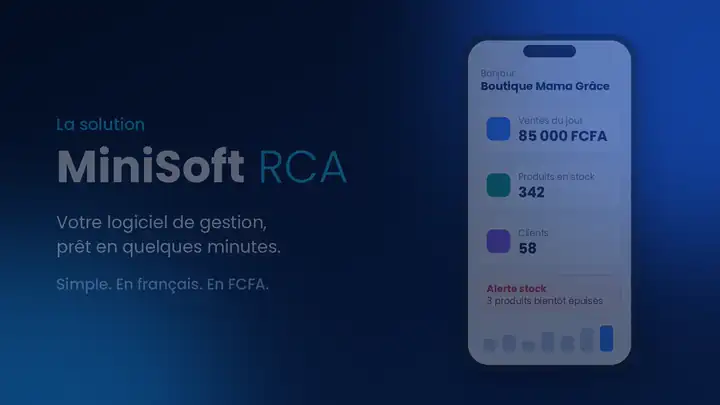 La solution
MiniSoft RCA
Votre logiciel de gestion,
prêt en quelques minutes.
Simple. En français. En FCFA.
Bonjour
Boutique Mama Grâce
Ventes du jour
85 000 FCFA
Produits en stock
342
Clients
58
Alerte stock
3 produits bientôt épuisés